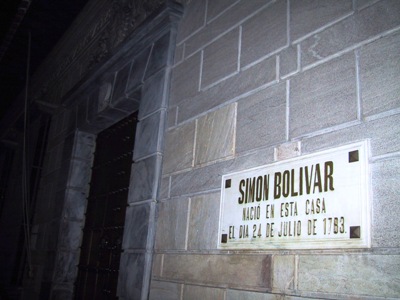 SIMON BOLIVAR
NACIÓ EN ESTA CASA
EL DIA 24 DE JULIO DE 1783.